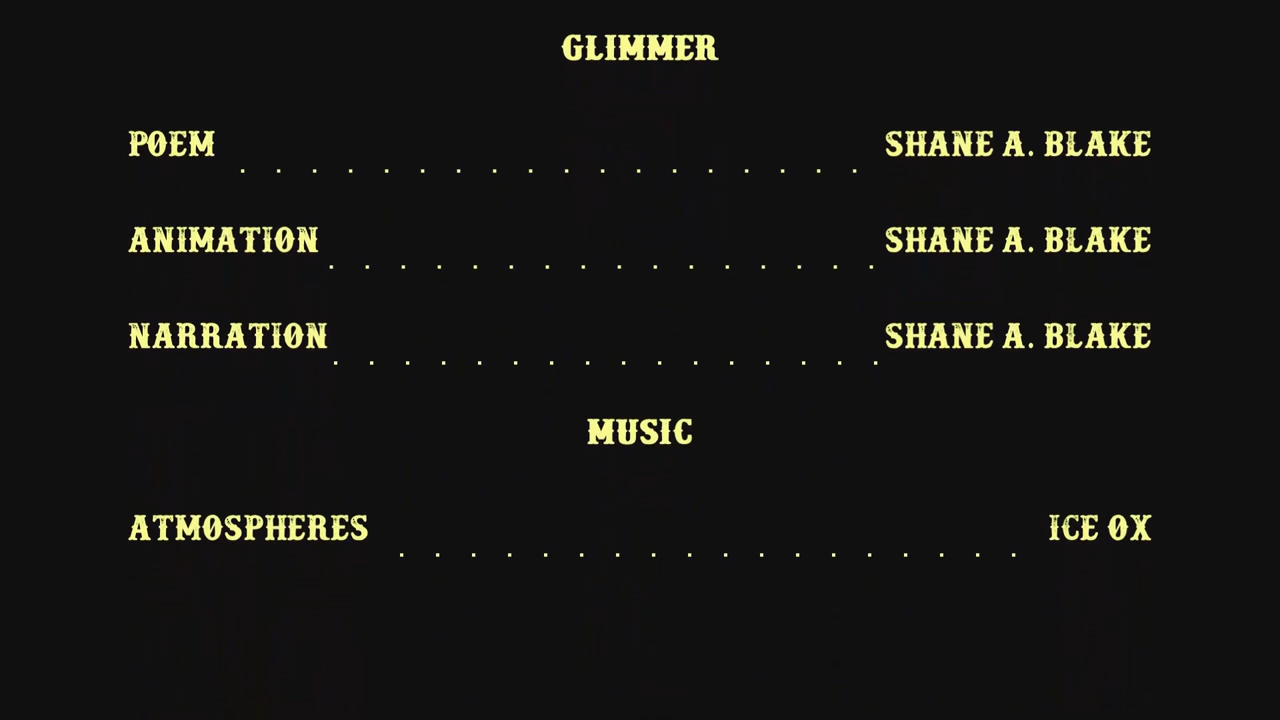 GLIMMER
POEM . . . . . . . . . . . . . . . . . . SHANE A. BLAKE
ANIMATION . . . . . . . . . . . . . . . . SHANE A. BLAKE
NARRATION . . . . . . . . . . . . . . . . SHANE A. BLAKE
MUSIC
ATMOSPHERES . . . . . . . . . . . . . . . . . . ICE OX